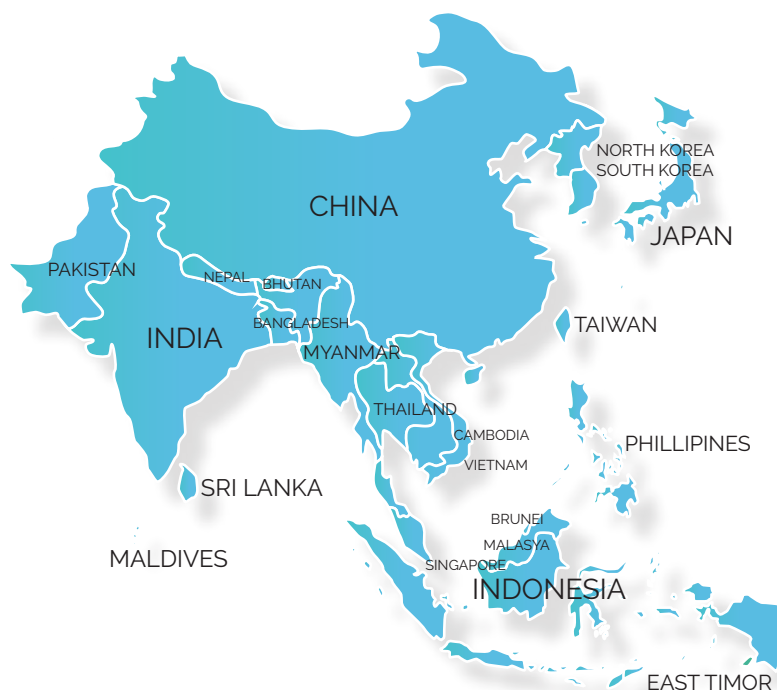 NORTH KOREA
SOUTH KOREA
CHINA
JAPAN
PAKISTAN
NEPAL
BHUTAN
BANGLADESH
TAIWAN
INDIA
MYANMAR
THAILAND
CAMBODIA
PHILLIPINES
VIETNAM
SRI LANKA
BRUNEI
MALASYA
MALDIVES
SINGAPORE
INDONESIA
EAST TIMOR